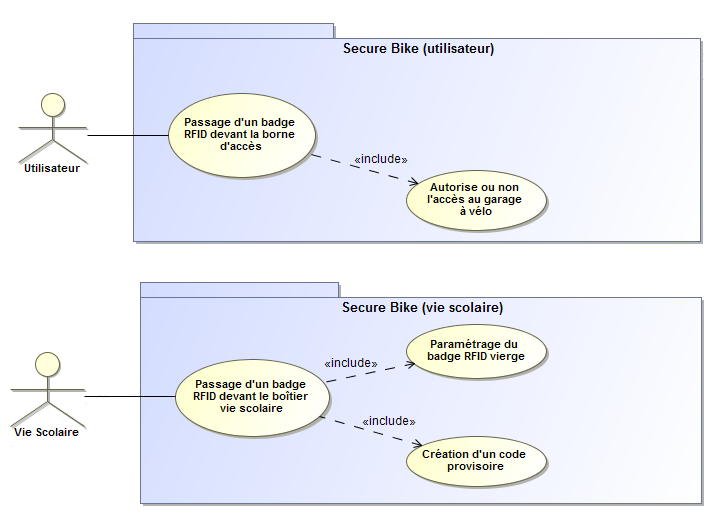 Secure Bike (utilisateur)
Passage d'un badge
RFID devant la borne
d'accès
Utilisateur
«include»
Autorise ou non
l'accès au garage
à vélo
Secure Bike (vie scolaire)
Paramétrage du
badge RFID vierge
«include»
Passage d'un badge
RFID devant le boîtier
vie scolaire
Vie Scolaire
«include»
Création d'un code
provisoire